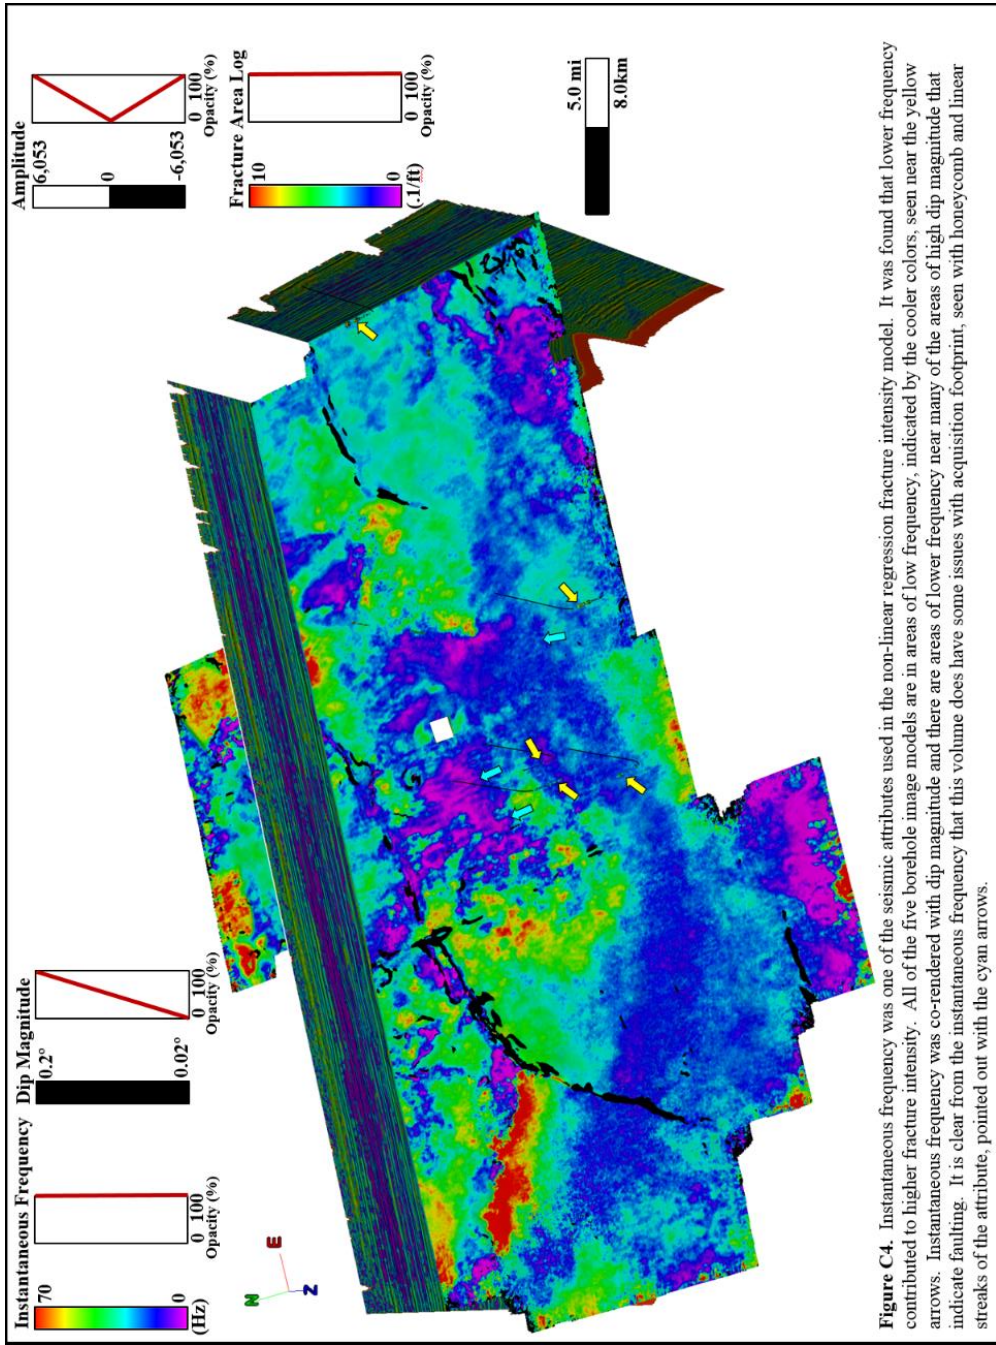 Instantaneous Frequency
70
0
(Hz)
0 100
Opacity (%)
Dip Magnitude
0.2°
0.02°
0 100
Opacity (%)
Amplitude
6,053
0
-6,053
0 100
Opacity (%)
Fracture Area Log
10
0
(.1/ft)
0 100
Opacity (%)
5.0 mi
8.0km
N
E
Z
Figure C4. Instantaneous frequency was one of the seismic attributes used in the non-linear regression fracture intensity model. It was found that lower frequency
contributed to higher fracture intensity. All of the five borehole image models are in areas of low frequency, indicated by the cooler colors, seen near the yellow
arrows. Instantaneous frequency was co-rendered with dip magnitude and there are areas of lower frequency near many of the areas of high dip magnitude that
indicate faulting. It is clear from the instantaneous frequency that this volume does have some issues with acquisition footprint, seen with honeycomb and linear
streaks of the attribute, pointed out with the cyan arrows.